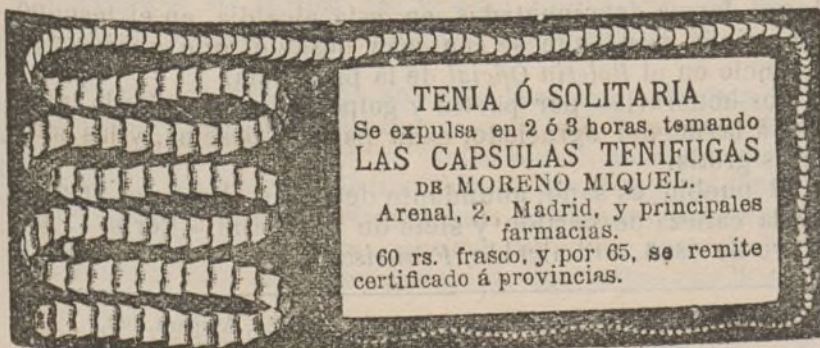 TENIA Ó SOLITARIA
Se expulsa en 2 ó 3 horas, temando
LAS CAPSULAS TENIFUGAS
DE MORENO MIQUEL.
Arenal, 2, Madrid, y principales
farmacias.
60 rs. frasco, y por 65, se remite
certificado á provincias.